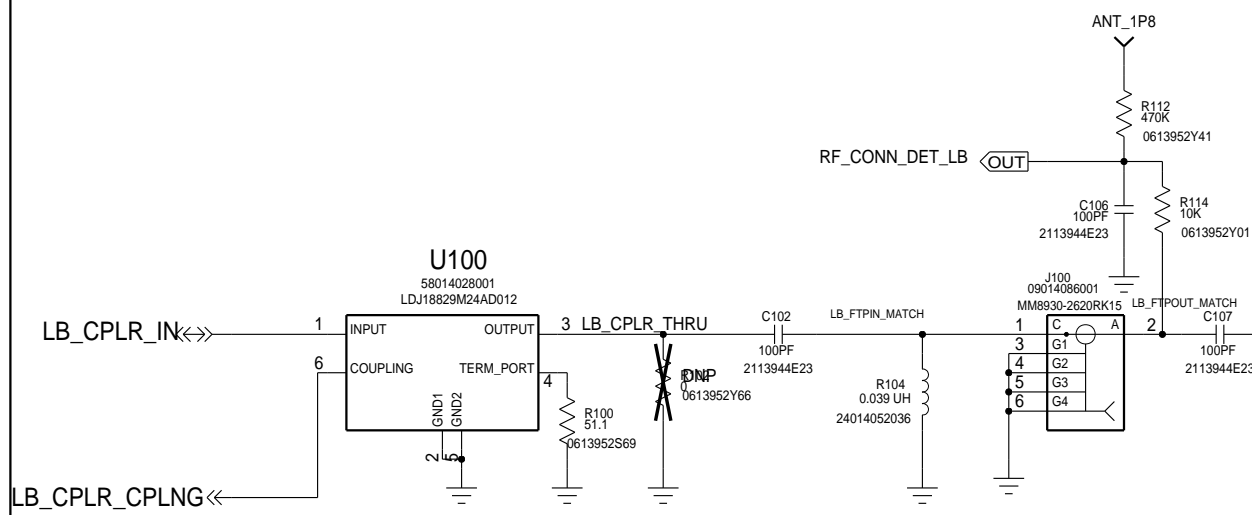 ANT_1P8
R112
470K
0613952Y41
RF_CONN_DET_LB
OUT
C106
100PF
2113944E23
R114
10K
0613952Y01
U100
58014028001
LDJ18829M24AD012
J100
09014086001
MM8930-2620RK15
LB_FTPOUT_MATCH
LB_CPLR_IN
1
INPUT
OUTPUT
3
LB_CPLR_THRU
C102
100PF
2113944E23
LB_FTPIN_MATCH
1
C
A
2
C107
100PF
2113944E23
6
COUPLING
TERM_PORT
4
3
G1
4
G2
5
G3
6
G4
DNP
0
0613952Y66
R104
0.039 UH
24014052036
R100
51.1
0613952S69
GND1
GND2
2
5
LB_CPLR_CPLNG